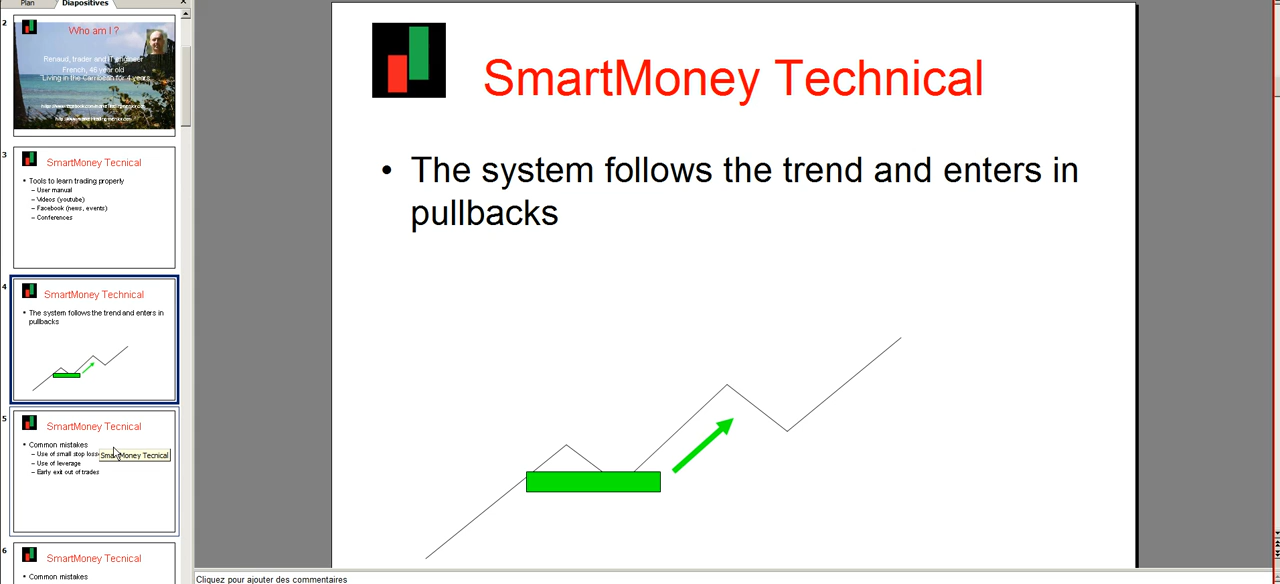 Plan
Diapositives
2
Who am I ?
Renaud, trader and IT engineer
French, 46 year old
Living in the Carribean for 4 years
3
SmartMoney Tecnical
• Tools to learn trading properly
– User manual
– Videos (youtube)
– Facebook (news, events)
– Conferences
4
SmartMoney Technical
• The system follows the trend and enters in
pullbacks
5
SmartMoney Tecnical
• Common mistakes
– Use of small stop loss
SmartMoney Tecnical
– Use of leverage
– Early exit out of trades
6
SmartMoney Tecnical
• Common mistakes
SmartMoney Technical
• The system follows the trend and enters in
pullbacks
Cliquez pour ajouter des commentaires